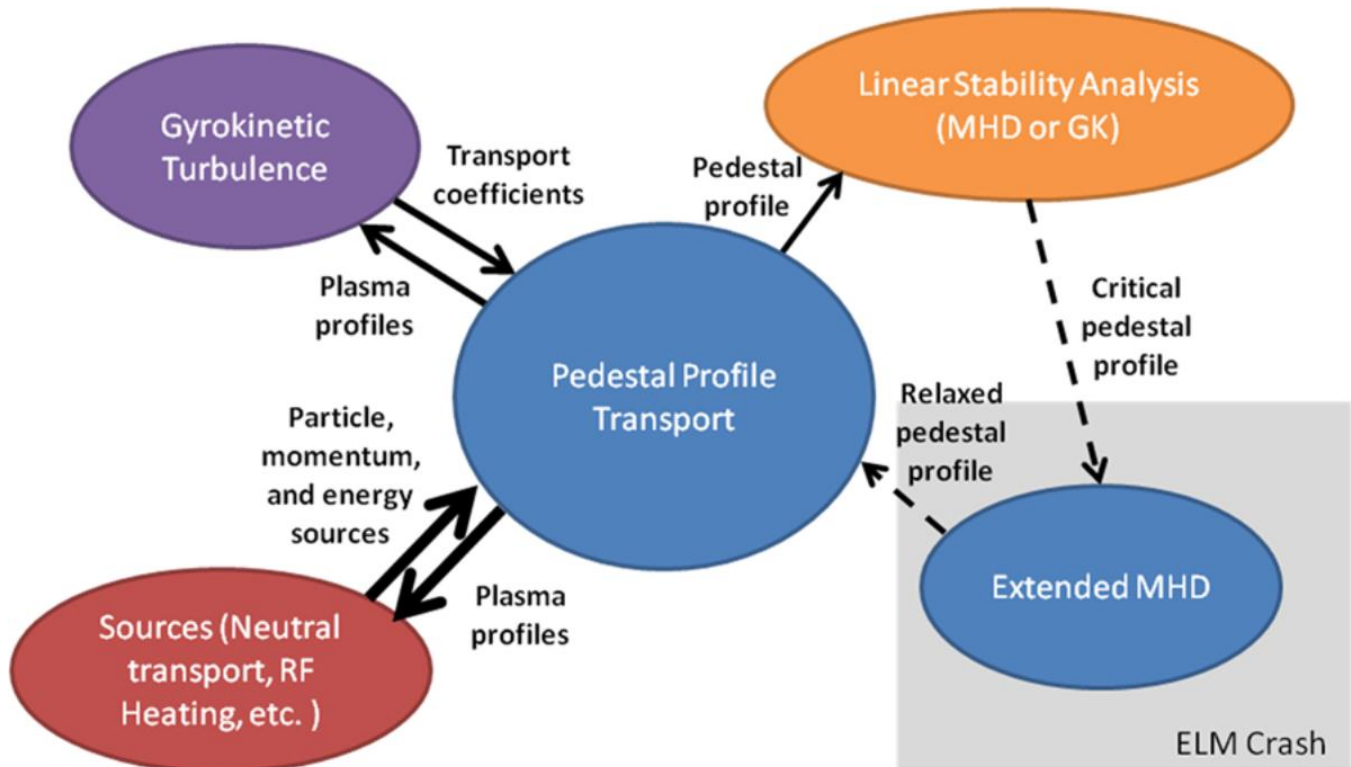 Gyrokinetic
Turbulence
Transport
coefficients
Plasma
profiles
Linear Stability Analysis
(MHD or GK)
Pedestal
profile
Pedestal Profile
Transport
Critical
pedestal
profile
Relaxed
pedestal
profile
Particle,
momentum,
and energy
sources
Plasma
profiles
Sources (Neutral
transport, RF
Heating, etc. )
Extended MHD
ELM Crash